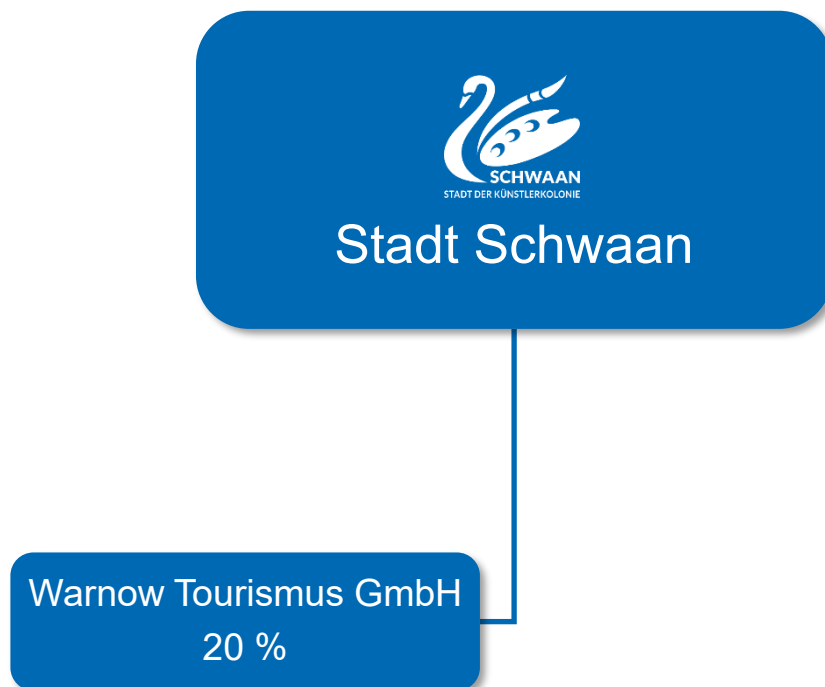 SCHWAAN
STADT DER KÜNSTLERKOLONIE
Stadt Schwaan
Warnow Tourismus GmbH
20 %